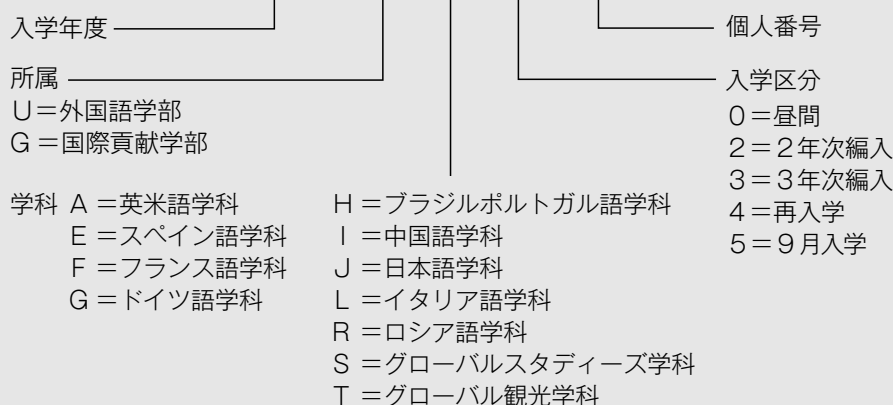 入学年度
個人番号
所属
U＝外国語学部
G＝国際貢献学部
入学区分
0＝昼間
2＝2年次編入
3＝3年次編入
4＝再入学
5＝9月入学
学科 A＝英米語学科
E＝スペイン語学科
F＝フランス語学科
G＝ドイツ語学科
H＝ブラジルポルトガル語学科
I＝中国語学科
J＝日本語学科
L＝イタリア語学科
R＝ロシア語学科
S＝グローバルスタディーズ学科
T＝グローバル観光学科